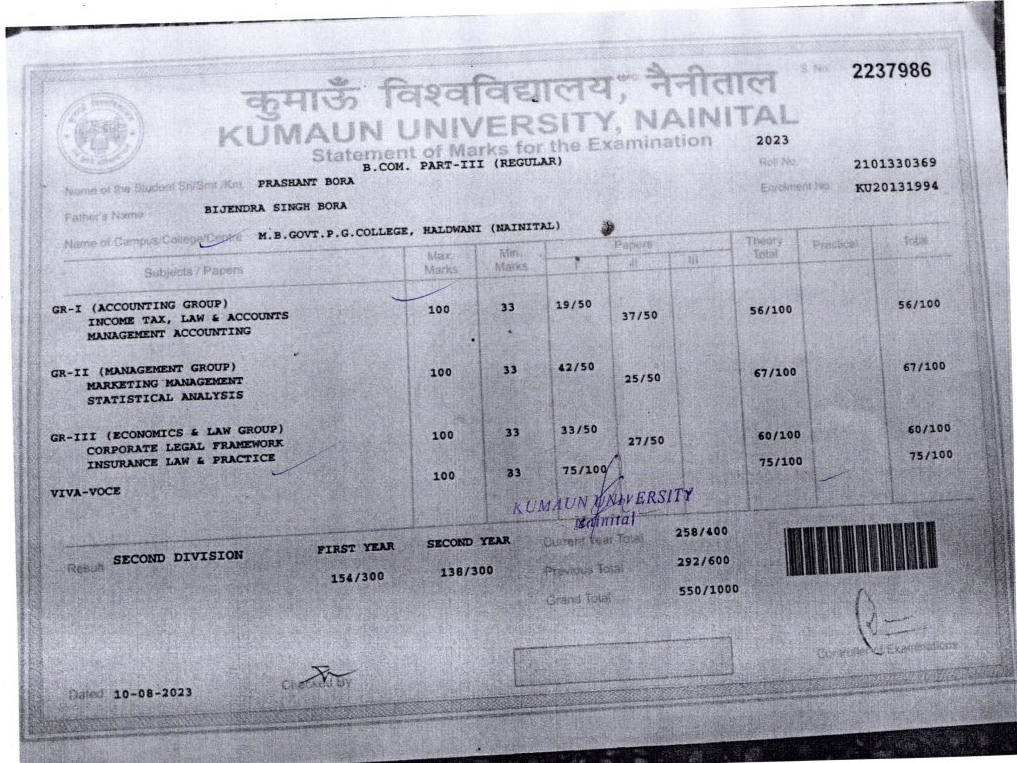 S. No. 2237986
कुमाऊँ विश्वविद्यालय, नैनीताल
KUMAUN UNIVERSITY, NAINITAL
Statement of Marks for the Examination 2023
B.COM. PART-III (REGULAR)
Roll No. 2101330369
Name of the Student Sri/Smt./Km. PRASHANT BORA
Enrolment No. KU20131994
Father's Name BIJENDRA SINGH BORA
Name of Campus/College/Centre M.B.GOVT.P.G.COLLEGE, HALDWANI (NAINITAL)
Subjects / Papers Max. Marks Min. Marks Papers I II III Theory Total Practical Total
GR-I (ACCOUNTING GROUP) 100 33 19/50 37/50 56/100 56/100
INCOME TAX, LAW & ACCOUNTS
MANAGEMENT ACCOUNTING
GR-II (MANAGEMENT GROUP) 100 33 42/50 25/50 67/100 67/100
MARKETING MANAGEMENT
STATISTICAL ANALYSIS
GR-III (ECONOMICS & LAW GROUP) 100 33 33/50 27/50 60/100 60/100
CORPORATE LEGAL FRAMEWORK
INSURANCE LAW & PRACTICE
VIVA-VOCE 100 33 75/100 75/100 75/100
KUMAUN UNIVERSITY
Nainital
Result SECOND DIVISION FIRST YEAR SECOND YEAR Current Year Total 258/400
154/300 138/300 Previous Total 292/600
Grand Total 550/1000
Controller of Examinations
Dated 10-08-2023 Checked By